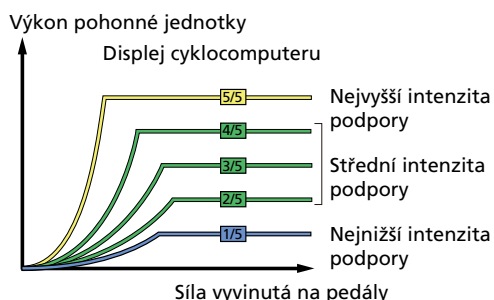 Výkon pohonné jednotky
Displej cyklocomputeru
5/5
Nejvyšší intenzita
podpory
4/5
3/5
Střední intenzita
podpory
2/5
1/5
Nejnižší intenzita
podpory
Síla vyvinutá na pedály